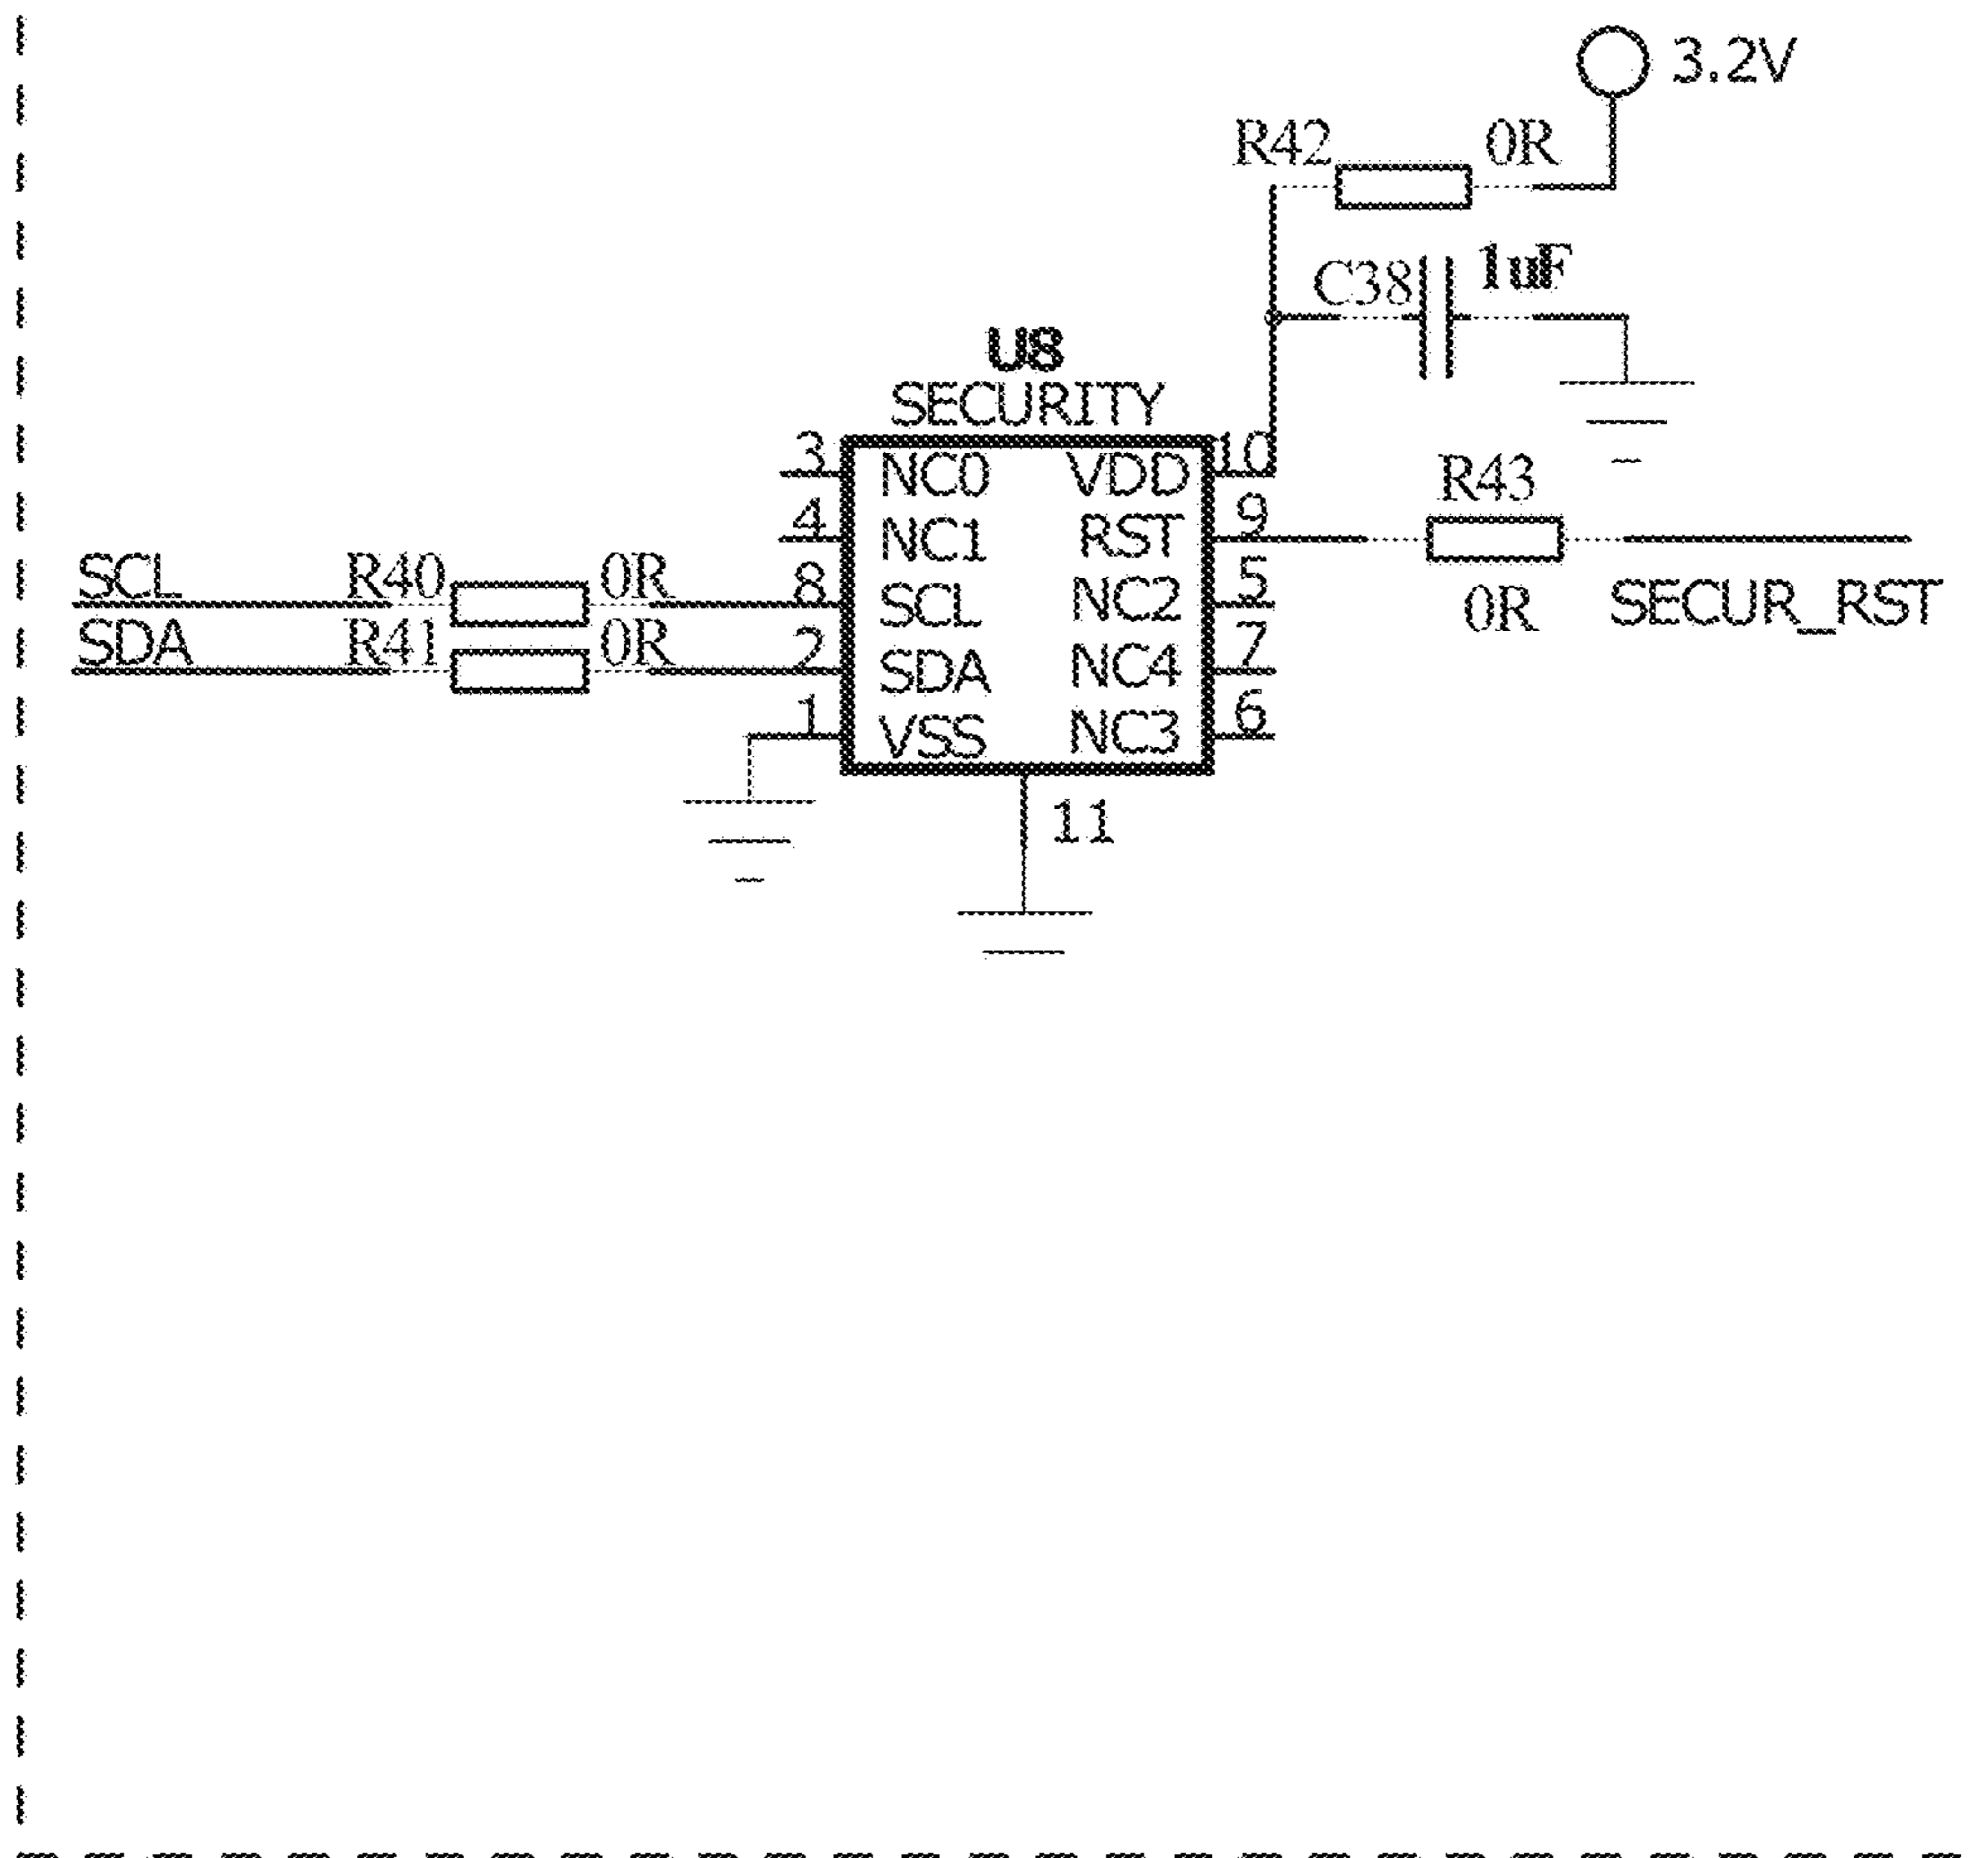 3.2V
R42 0R
C38 1uF
U8
SECURITY
3 NC0 VDD 10
R43
4 NC1 RST 9
SCL R40 0R 8 SCL NC2 5
0R SECUR_RST
SDA R41 0R 2 SDA NC4 7
1 VSS NC3 6
11